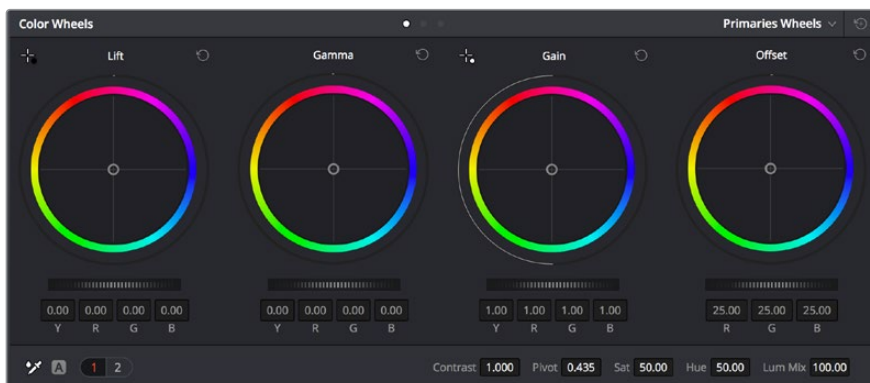 Color Wheels Primaries Wheels
Lift Gamma Gain Offset
0.00 0.00 0.00 0.00 0.00 0.00 0.00 0.00 1.00 1.00 1.00 1.00 25.00 25.00 25.00
Y R G B Y R G B Y R G B R G B
A 1 2 Contrast 1.000 Pivot 0.435 Sat 50.00 Hue 50.00 Lum Mix 100.00